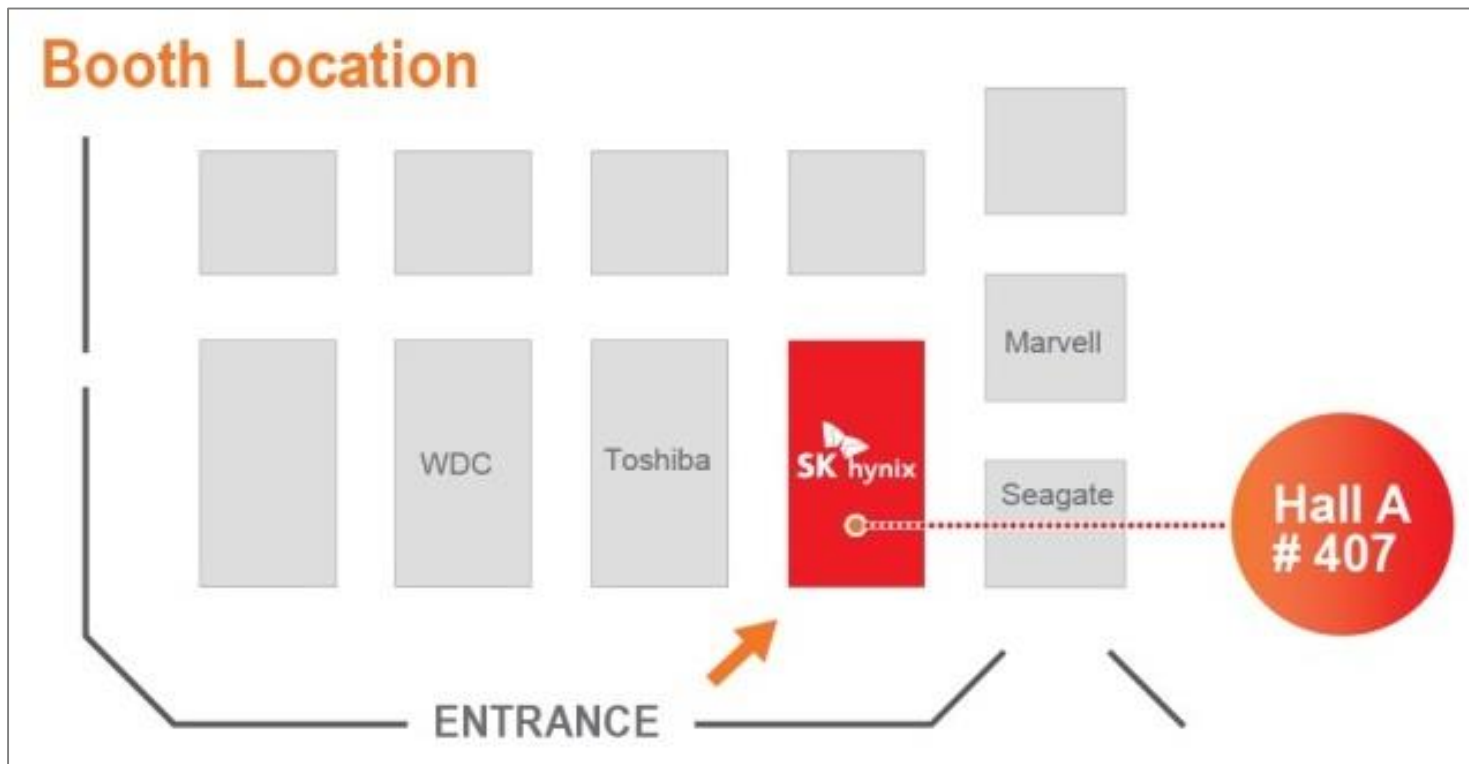 Booth Location
Marvell
WDC
Toshiba
SK hynix
Seagate
Hall A
# 407
ENTRANCE